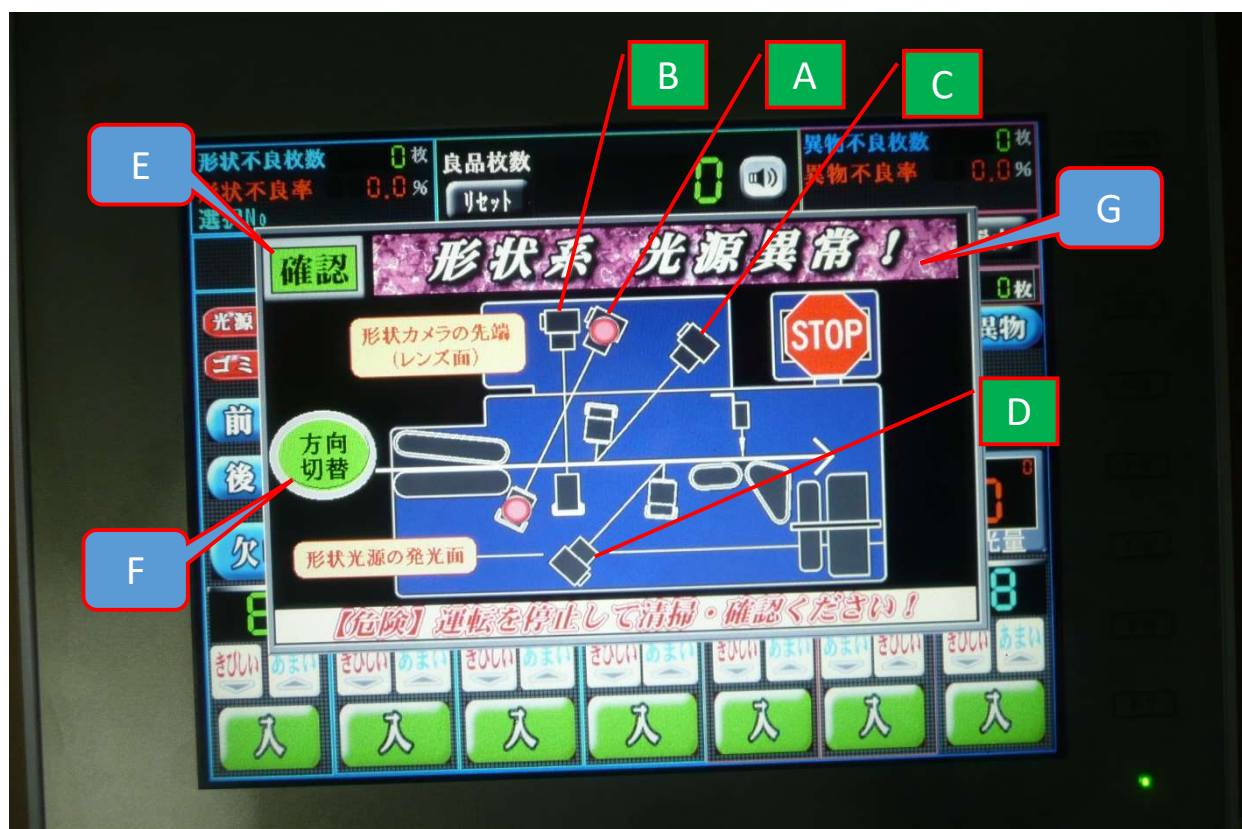 B
A
C
E
形状不良枚数 0枚
形状不良率 0.0%
選択No
良品枚数
リセット
0
異物不良枚数 0枚
異物不良率 0.0%
G
確認
形状系 光源異常!
0枚
光源
ゴミ
形状カメラの先端
(レンズ面)
STOP
異物
前
D
方向
切替
後
0
F
欠
形状光源の発光面
光量
8
【危険】運転を停止して清掃・確認ください!
きびしい あまい きびしい あまい きびしい あまい きびしい あまい きびしい あまい あまい きびしい きびしい あまい
入 入 入 入 入 入 入